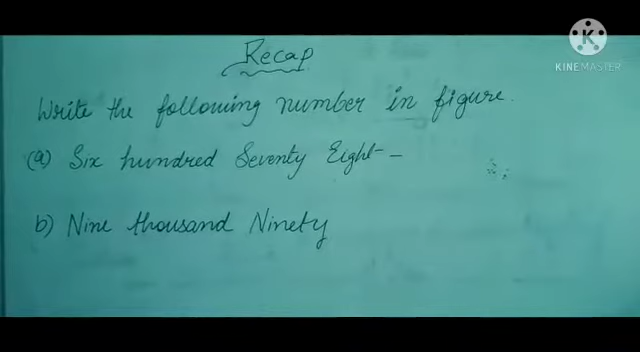 K
KINEMASTER
Recap
Write the following number in figure.
(a) Six hundred Seventy Eight -
b) Nine thousand Ninety